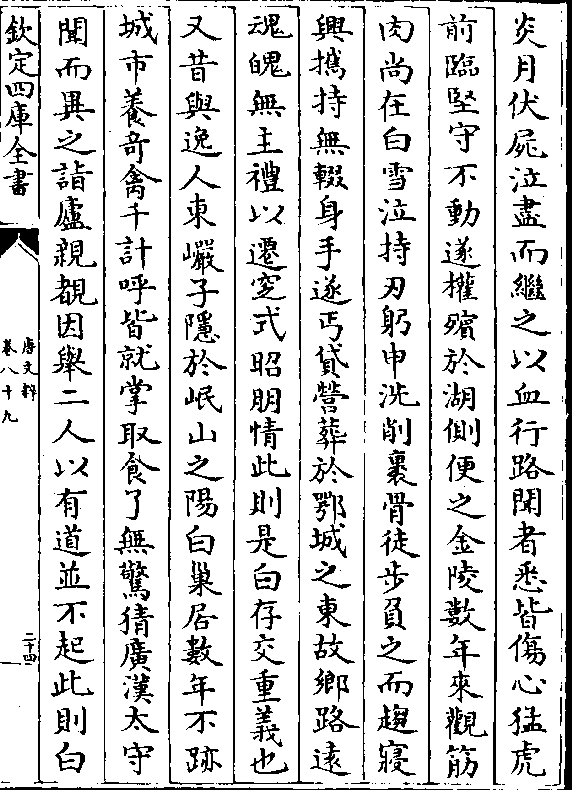 炎月伏屍泣盡而繼之以血行路聞者悉皆傷心猛虎
前臨堅守不動遂權殯於湖側便之金陵數年來觀筋
肉尚在白雪泣持刃躬申洗削裹骨徒步負之而趨寢
興攜持無輟身手遂丐貸營葬於鄂城之東故鄉路遠
魂魄無主禮以遷窆式昭朋情此則是白存交重義也
又昔與逸人東巖子隱於岷山之陽白巢居數年不跡
城市養奇禽千計呼皆就掌取食了無驚猜廣漢太守
聞而異之詣廬親覩因舉二人以有道並不起此則白
欽定四庫全書
唐文粹
卷八十九
二十四